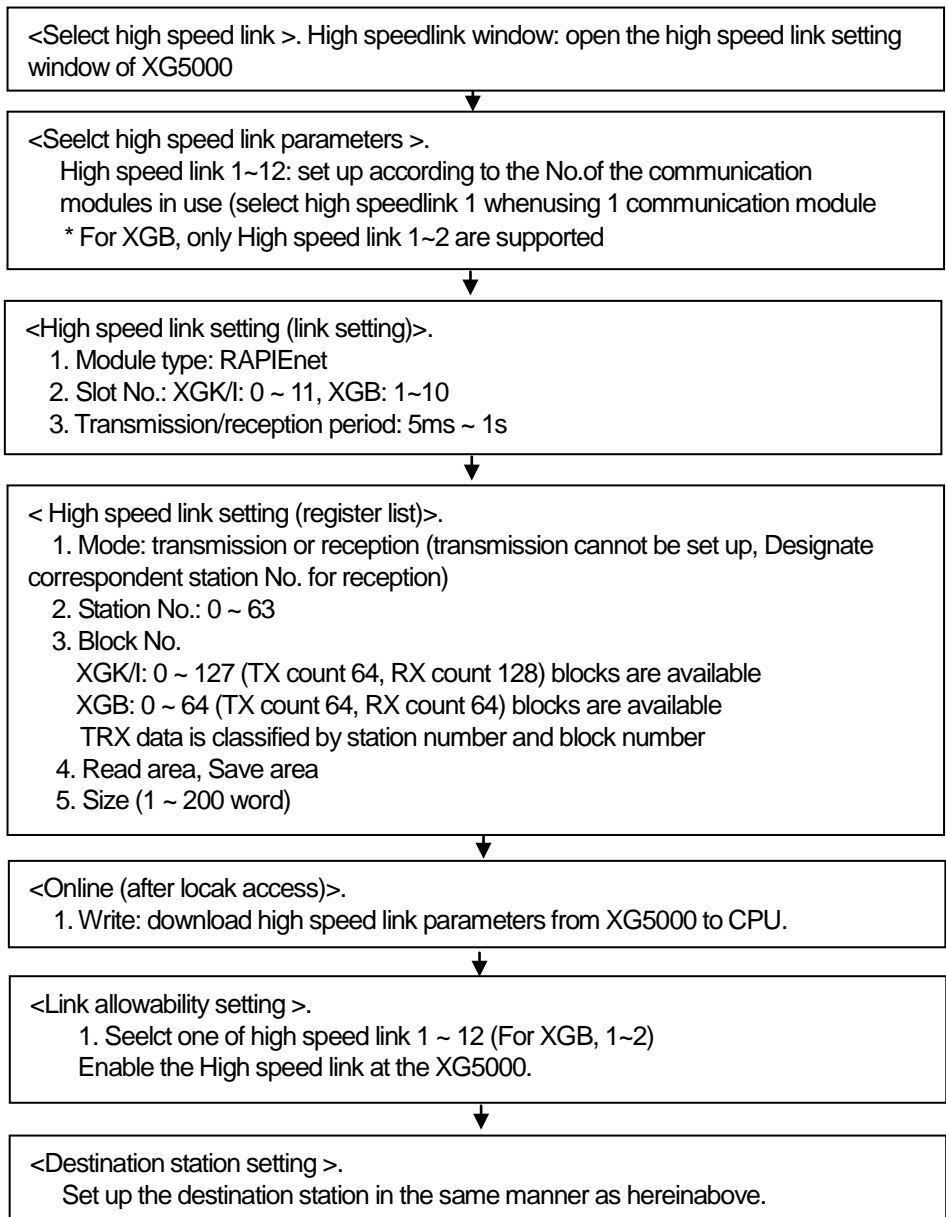 <Select high speed link >. High speedlink window: open the high speed link setting
window of XG5000
<Seelct high speed link parameters >.
High speed link 1~12: set up according to the No.of the communication
modules in use (select high speedlink 1 whenusing 1 communication module
* For XGB, only High speed link 1~2 are supported
<High speed link setting (link setting)>.
1. Module type: RAPIEnet
2. Slot No.: XGK/I: 0 ~ 11, XGB: 1~10
3. Transmission/reception period: 5ms ~ 1s
< High speed link setting (register list)>.
1. Mode: transmission or reception (transmission cannot be set up, Designate
correspondent station No. for reception)
2. Station No.: 0 ~ 63
3. Block No.
XGK/I: 0 ~ 127 (TX count 64, RX count 128) blocks are available
XGB: 0 ~ 64 (TX count 64, RX count 64) blocks are available
TRX data is classified by station number and block number
4. Read area, Save area
5. Size (1 ~ 200 word)
<Online (after locak access)>.
1. Write: download high speed link parameters from XG5000 to CPU.
<Link allowability setting >.
1. Seelct one of high speed link 1 ~ 12 (For XGB, 1~2)
Enable the High speed link at the XG5000.
<Destination station setting >.
Set up the destination station in the same manner as hereinabove.